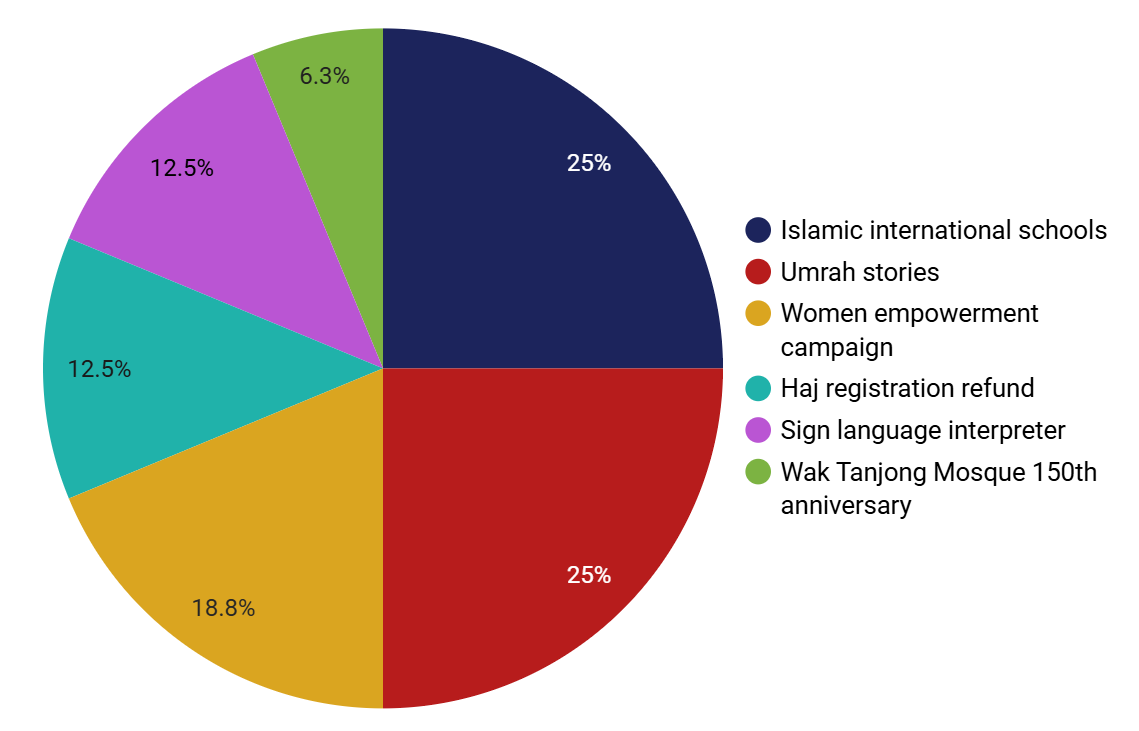 6.3%
25%
12.5%
12.5%
18.8%
25%
Islamic international schools
Umrah stories
Women empowerment
campaign
Haj registration refund
Sign language interpreter
Wak Tanjong Mosque 150th
anniversary